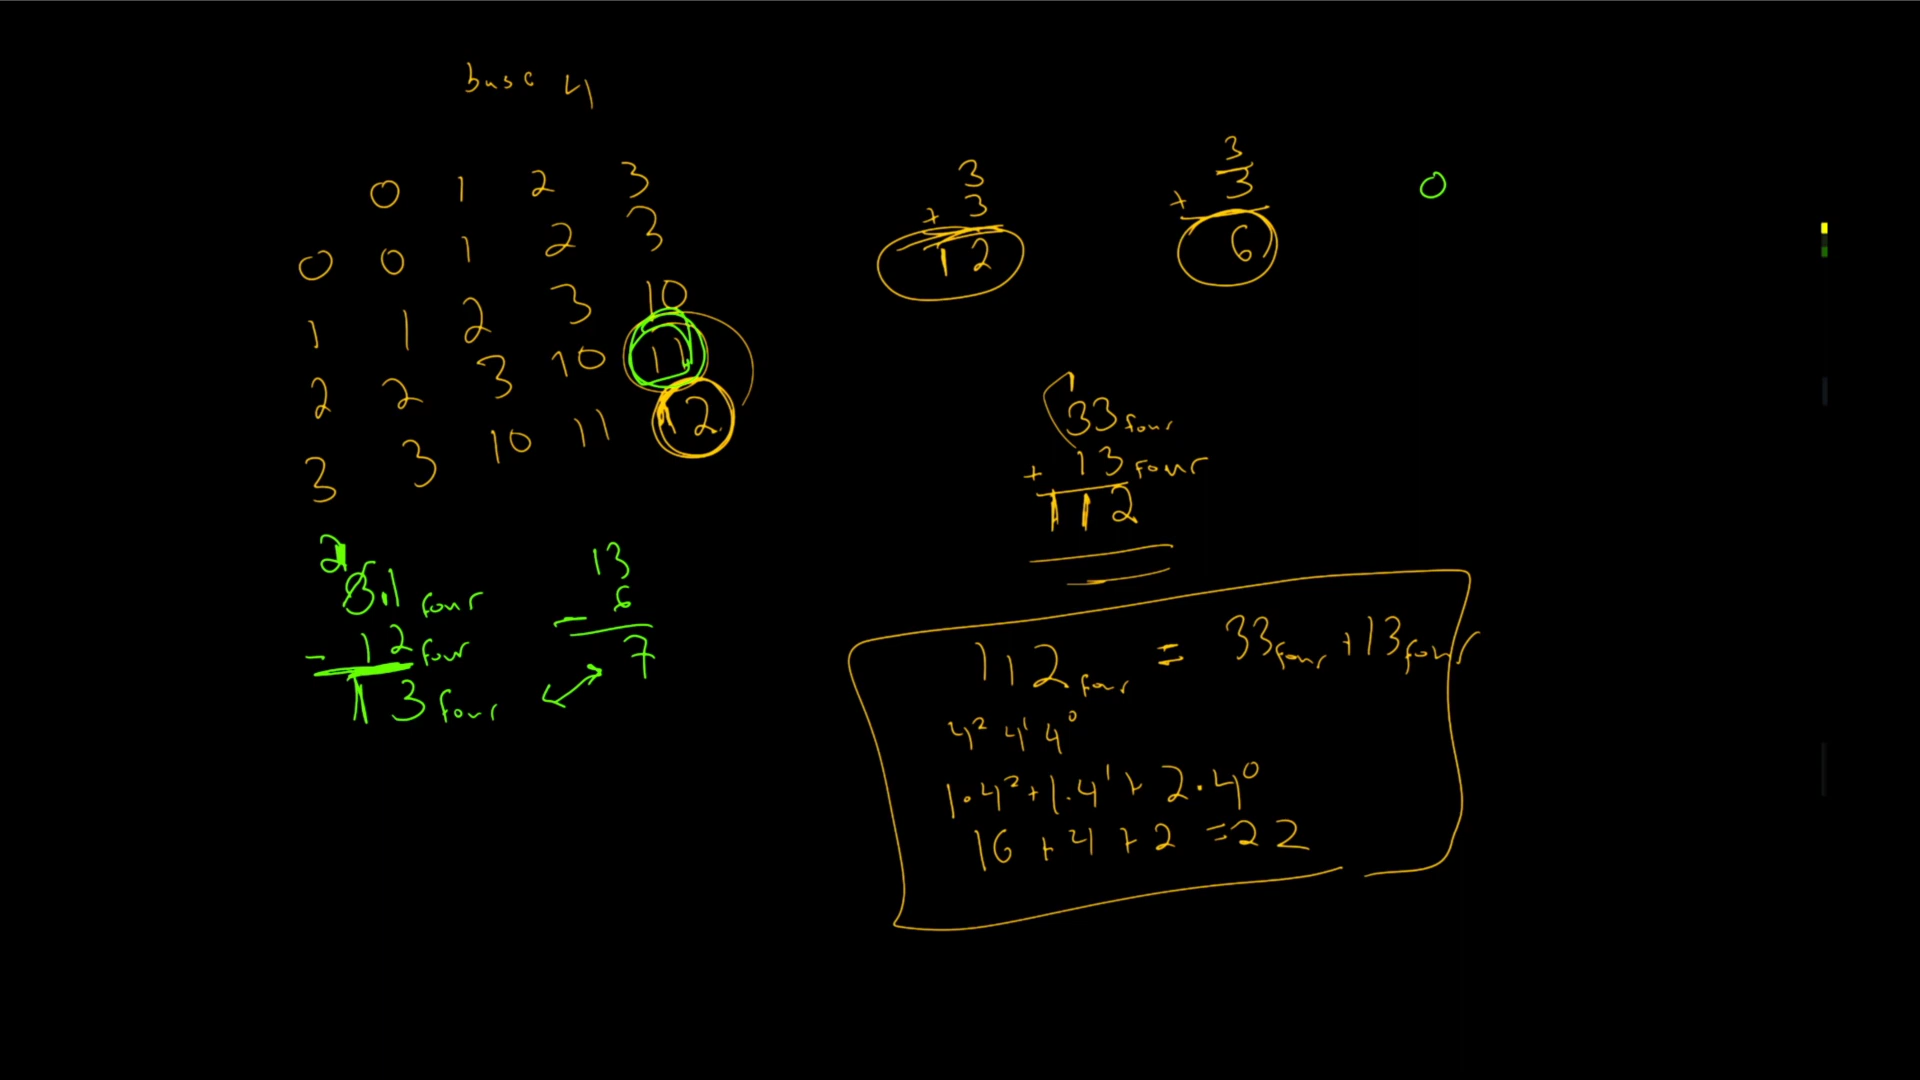 base 4
0 1 2 3
0 0 1 2 3
1 1 2 3 10
2 2 3 10 11
3 3 10 11 12
3
+ 3
12
3
+ 3
6
0
1
33four
+ 13four
112
2 1
31four
- 12four
13four
13
- 6
7
112four = 33four + 13four
4² 4¹ 4⁰
1·4² + 1·4¹ + 2·4⁰
16 + 4 + 2 = 22